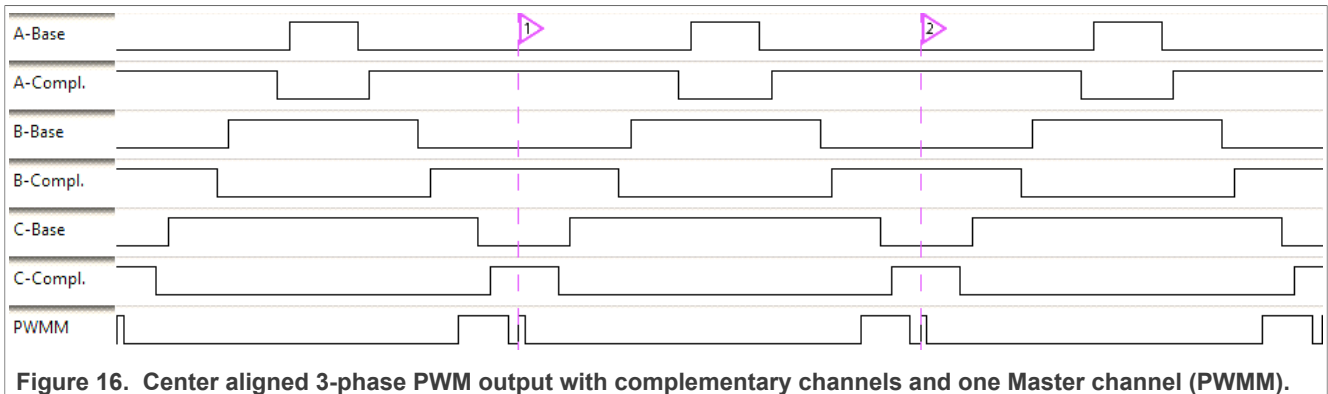 A-Base
1
2
A-Compl.
B-Base
B-Compl.
C-Base
C-Compl.
PWMM
Figure 16. Center aligned 3-phase PWM output with complementary channels and one Master channel (PWMM).